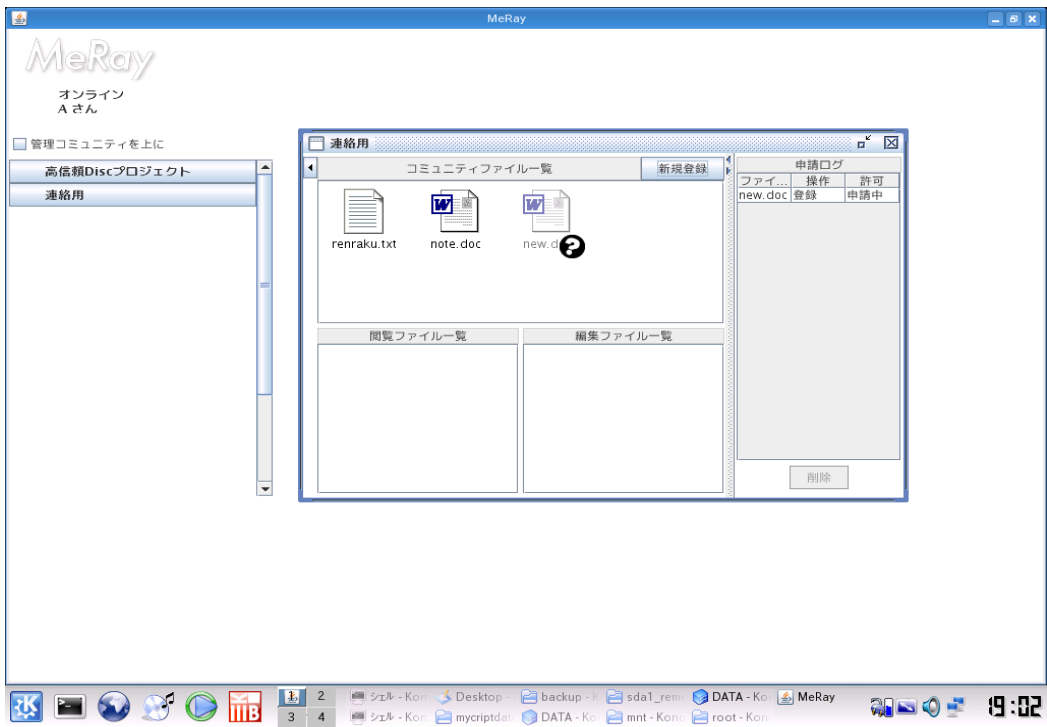 MeRay
MeRay
オンライン
A さん
管理コミュニティを上に
高信頼Discプロジェクト
連絡用
連絡用
コミュニティファイル一覧
新規登録
申請ログ
ファイ... 操作 許可
new.doc 登録 申請中
renraku.txt note.doc new.d
?
閲覧ファイル一覧 編集ファイル一覧
削除
1 2 シェル - Kon Desktop - backup - K sda1_rem DATA - Ko MeRay
3 4 シェル - Kon mycriptdat DATA - Ko mnt - Kon root - Kon
19:02